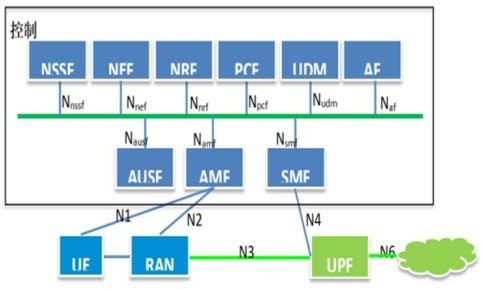 控制
NSSF NEF NRF PCF UDM AF
Nnssf Nnef Nnrf Npcf Nudm Naf
Nausf Namf Nsmf
AUSF AMF SMF
N1 N2 N4
N3 N6
UE RAN UPF